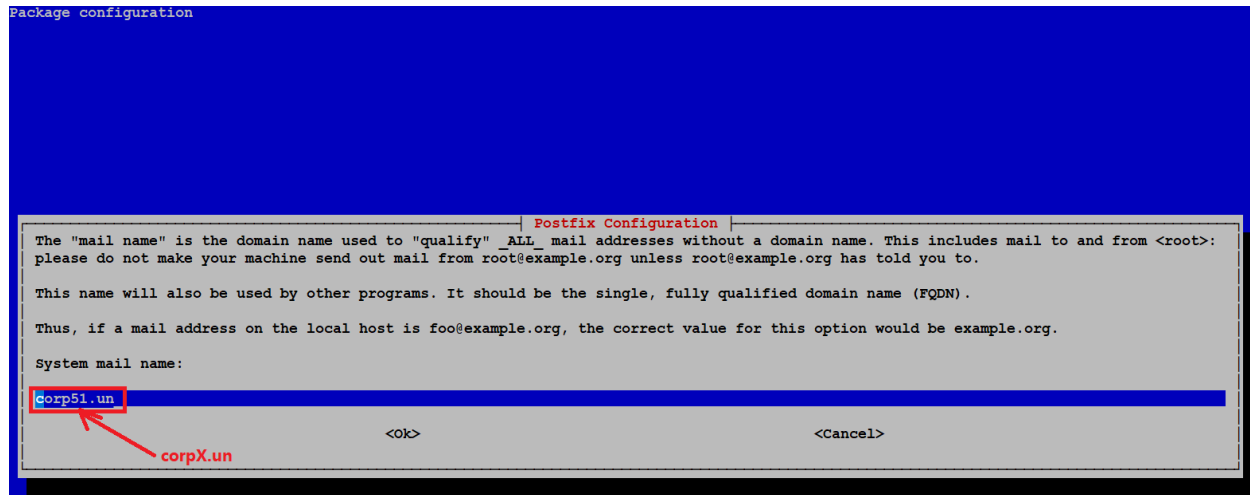 Package configuration
Postfix Configuration
The "mail name" is the domain name used to "qualify" _ALL_ mail addresses without a domain name. This includes mail to and from <root>:
please do not make your machine send out mail from root@example.org unless root@example.org has told you to.
This name will also be used by other programs. It should be the single, fully qualified domain name (FQDN).
Thus, if a mail address on the local host is foo@example.org, the correct value for this option would be example.org.
System mail name:
corp51.un
<Ok> <Cancel>
corpX.un